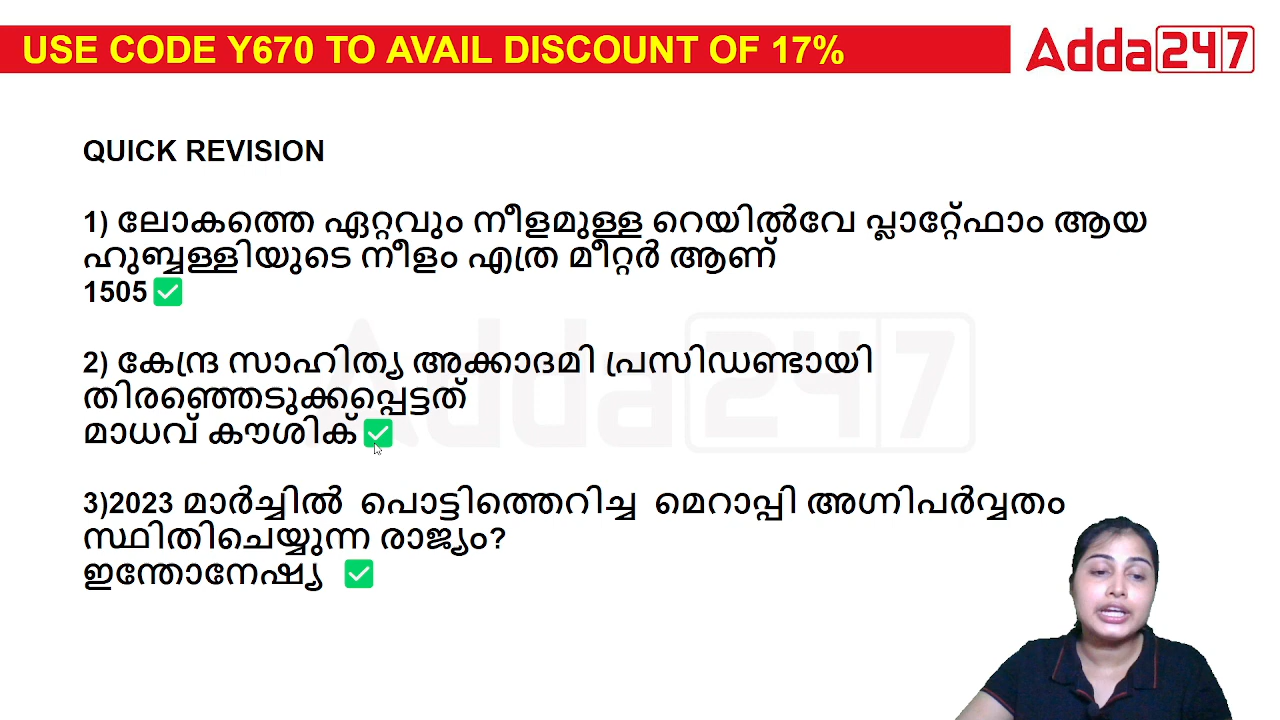 USE CODE Y670 TO AVAIL DISCOUNT OF 17%
Adda247
QUICK REVISION
1) ലോകത്തെ ഏറ്റവും നീളമുള്ള റെയിൽവേ പ്ലാറ്റ്ഫോം ആയ
ഹുബ്ബള്ളിയുടെ നീളം എത്ര മീറ്റർ ആണ്
1505✅
2) കേന്ദ്ര സാഹിത്യ അക്കാദമി പ്രസിഡണ്ടായി
തിരഞ്ഞെടുക്കപ്പെട്ടത്
മാധവ് കൗശിക്✅
3)2023 മാർച്ചിൽ പൊട്ടിത്തെറിച്ച മെറാപ്പി അഗ്നിപർവ്വതം
സ്ഥിതിചെയ്യുന്ന രാജ്യം?
ഇന്തോനേഷ്യ ✅
Adda247